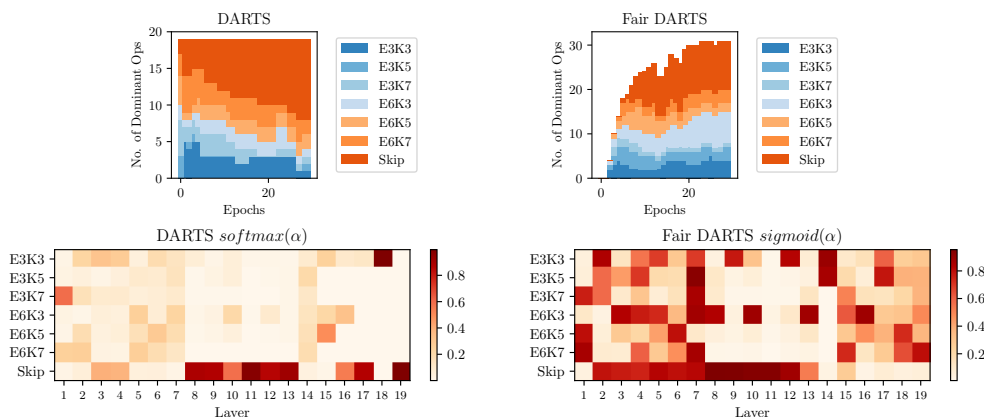 DARTS
20
15
10
5
0
No. of Dominant Ops
0 20
Epochs
E3K3
E3K5
E3K7
E6K3
E6K5
E6K7
Skip
Fair DARTS
30
20
10
0
No. of Dominant Ops
0 20
Epochs
E3K3
E3K5
E3K7
E6K3
E6K5
E6K7
Skip
DARTS softmax(α)
E3K3
E3K5
E3K7
E6K3
E6K5
E6K7
Skip
1 2 3 4 5 6 7 8 9 10 11 12 13 14 15 16 17 18 19
Layer
0.8
0.6
0.4
0.2
Fair DARTS sigmoid(α)
E3K3
E3K5
E3K7
E6K3
E6K5
E6K7
Skip
1 2 3 4 5 6 7 8 9 10 11 12 13 14 15 16 17 18 19
Layer
0.8
0.6
0.4
0.2